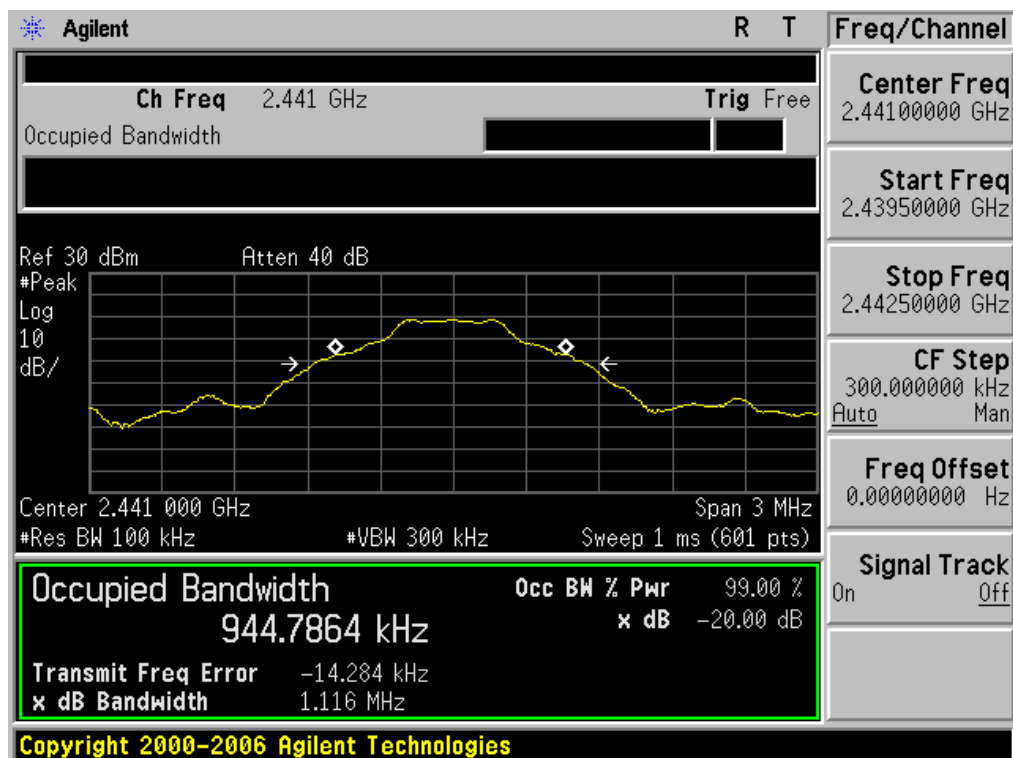 Agilent R T
Freq/Channel
Ch Freq 2.441 GHz Trig Free
Occupied Bandwidth
Center Freq
2.44100000 GHz
Start Freq
2.43950000 GHz
Stop Freq
2.44250000 GHz
CF Step
300.000000 kHz
Auto Man
Freq Offset
0.00000000 Hz
Signal Track
On Off
Ref 30 dBm Atten 40 dB
#Peak
Log
10
dB/
Center 2.441 000 GHz Span 3 MHz
#Res BW 100 kHz #VBW 300 kHz Sweep 1 ms (601 pts)
Occupied Bandwidth
944.7864 kHz
Occ BW % Pwr 99.00 %
x dB -20.00 dB
Transmit Freq Error -14.284 kHz
x dB Bandwidth 1.116 MHz
Copyright 2000-2006 Agilent Technologies